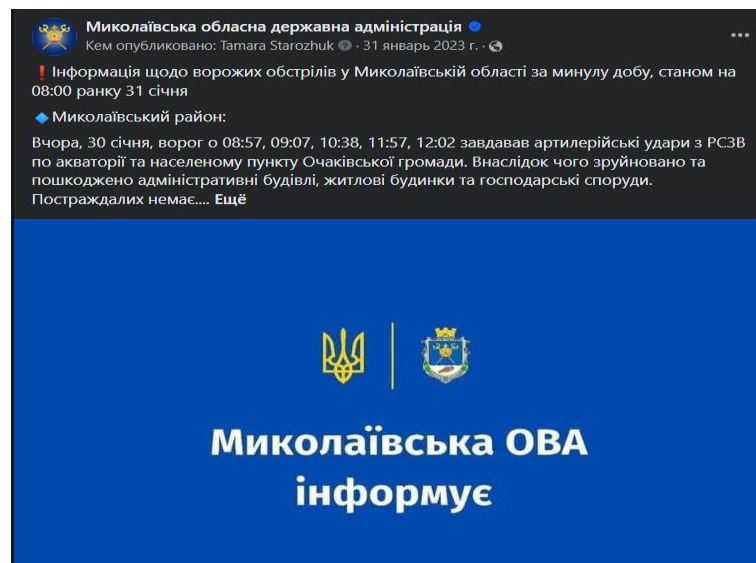 Миколаївська обласна державна адміністрація
Кем опубликовано: Tamara Starozhuk · 31 январь 2023 г. ·
❗Інформація щодо ворожих обстрілів у Миколаївській області за минулу добу, станом на
08:00 ранку 31 січня
🔹Миколаївський район:
Вчора, 30 січня, ворог о 08:57, 09:07, 10:38, 11:57, 12:02 завдавав артилерійські удари з РСЗВ
по акваторії та населеному пункту Очаківської громади. Внаслідок чого зруйновано та
пошкоджено адміністративні будівлі, житлові будинки та господарські споруди.
Постраждалих немає.... Ещё
Миколаївська ОВА
інформує